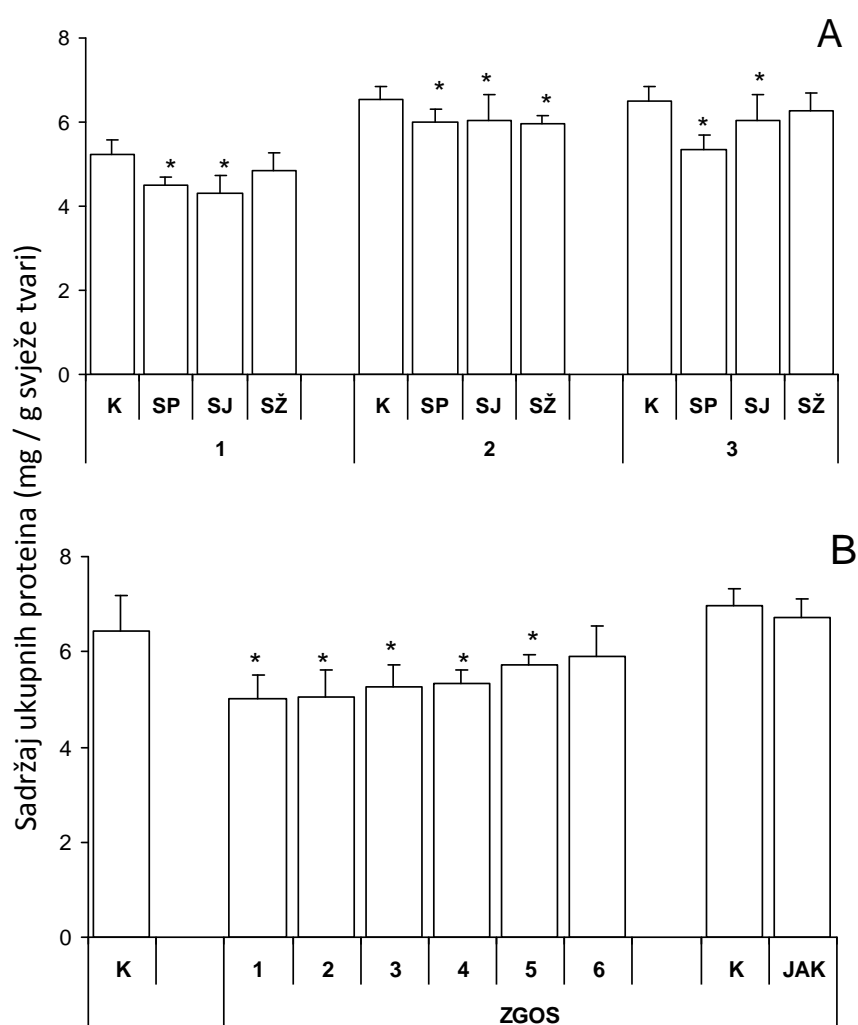 A
8
6
4
2
0
* * * * * * *
K SP SJ SŽ K SP SJ SŽ K SP SJ SŽ
1 2 3
Sadržaj ukupnih proteina (mg / g svježe tvari)
B
8
6
4
2
0
* * * * *
K 1 2 3 4 5 6 K JAK
ZGOS